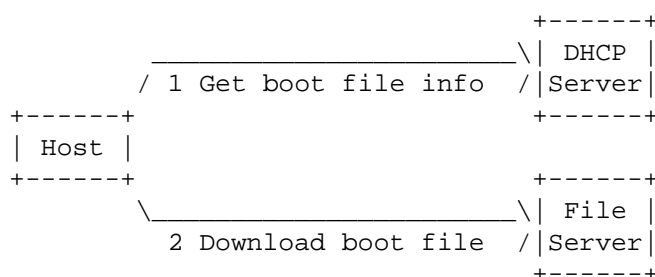 DHCP
1 Get boot file info
Server
Host
File
2 Download boot file
Server